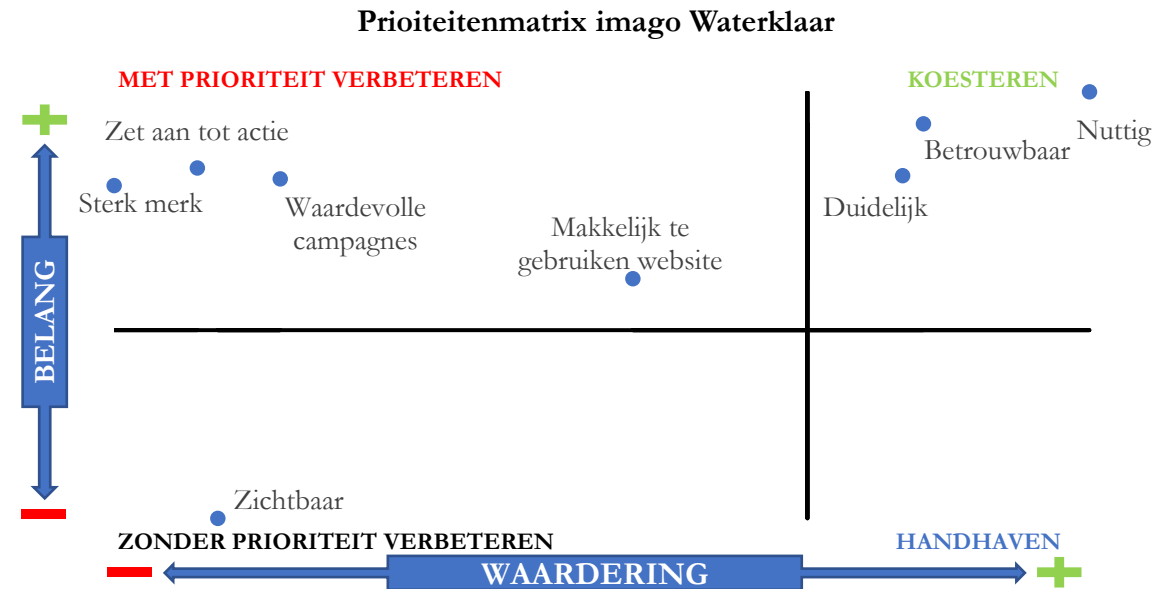 Prioiteitenmatrix imago Waterklaar
MET PRIORITEIT VERBETEREN
KOESTEREN
Zet aan tot actie
Nuttig
Betrouwbaar
Sterk merk
Waardevolle
campagnes
Duidelijk
Makkelijk te
gebruiken website
BELANG
Zichtbaar
ZONDER PRIORITEIT VERBETEREN
HANDHAVEN
WAARDERING